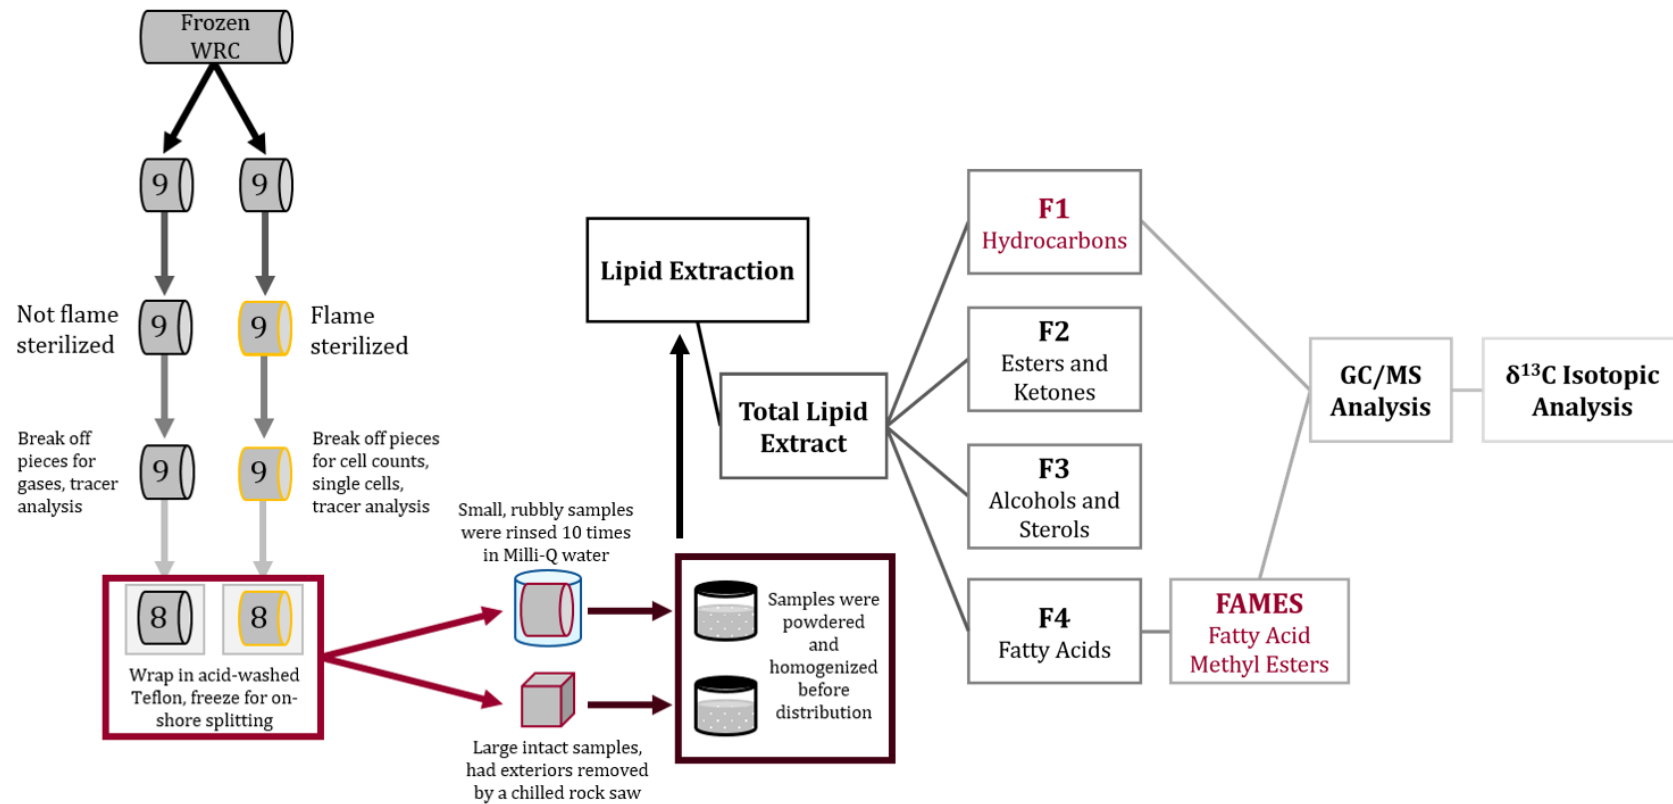 Frozen
WRC
9
9
Not flame
sterilized
9
9
Flame
sterilized
Break off
pieces for
gases, tracer
analysis
9
9
Break off pieces
for cell counts,
single cells,
tracer analysis
8
8
Wrap in acid-washed
Teflon, freeze for on-
shore splitting
Small, rubbly samples
were rinsed 10 times
in Milli-Q water
Large intact samples,
had exteriors removed
by a chilled rock saw
Samples were
powdered
and
homogenized
before
distribution
Lipid Extraction
Total Lipid
Extract
F1
Hydrocarbons
F2
Esters and
Ketones
F3
Alcohols and
Sterols
F4
Fatty Acids
FAMES
Fatty Acid
Methyl Esters
GC/MS
Analysis
δ¹³C Isotopic
Analysis